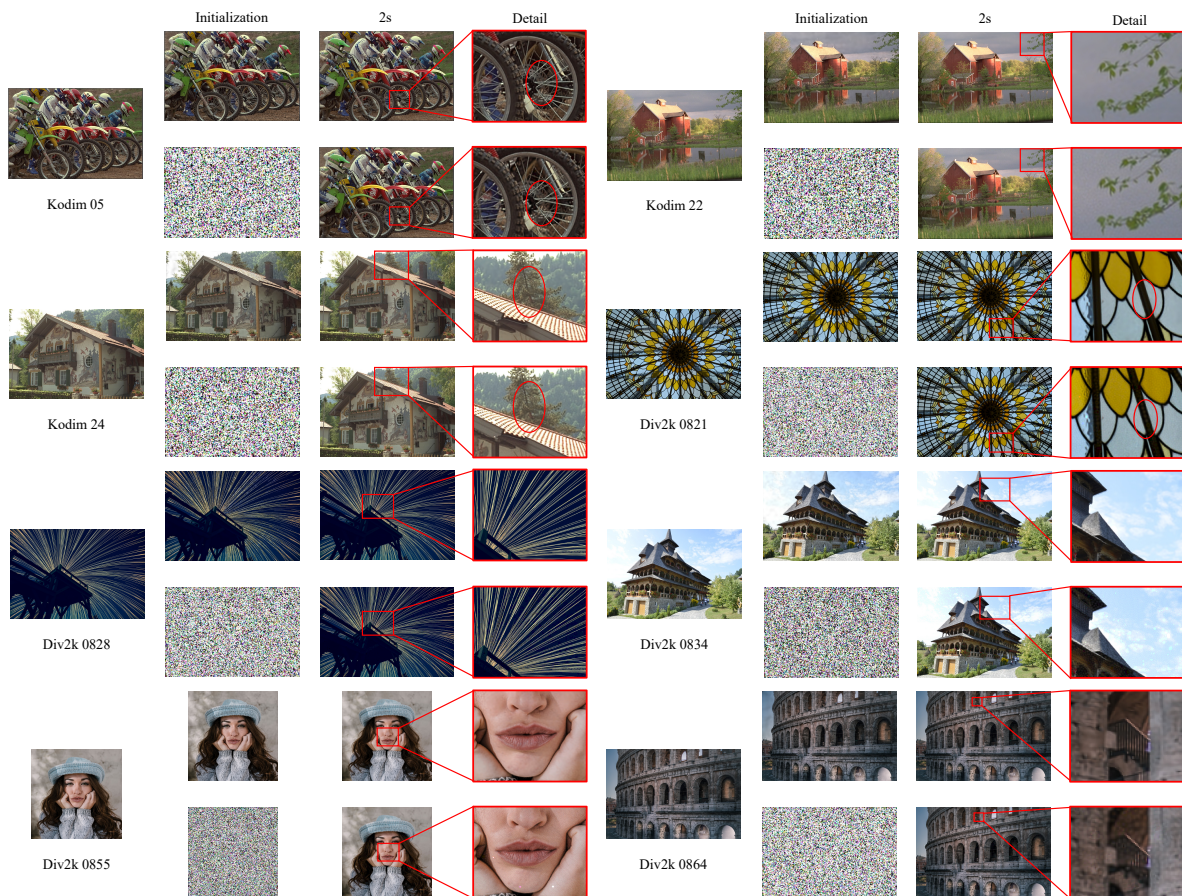 Initialization 2s Detail
Initialization 2s Detail
Kodim 05
Kodim 22
Kodim 24
Div2k 0821
Div2k 0828
Div2k 0834
Div2k 0855
Div2k 0864